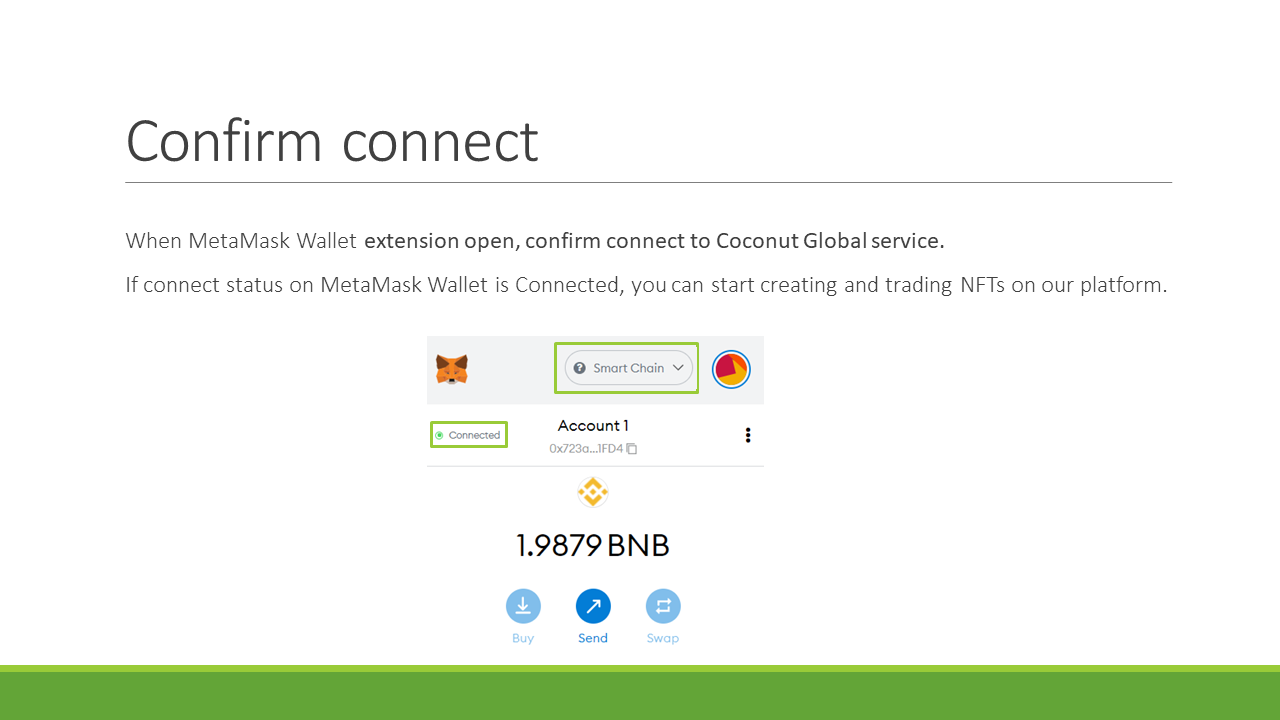 Confirm connect
When MetaMask Wallet extension open, confirm connect to Coconut Global service.
If connect status on MetaMask Wallet is Connected, you can start creating and trading NFTs on our platform.
Smart Chain
Connected
Account 1
0x723a...1FD4
1.9879 BNB
Buy
Send
Swap